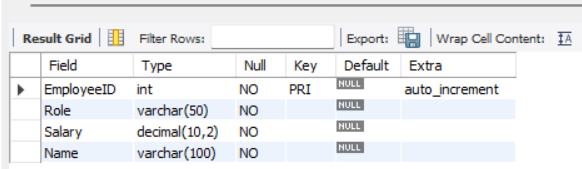 Result Grid Filter Rows: Export: Wrap Cell Content: IA
Field Type Null Key Default Extra
EmployeeID int NO PRI NULL auto_increment
Role varchar(50) NO NULL
Salary decimal(10,2) NO NULL
Name varchar(100) NO NULL